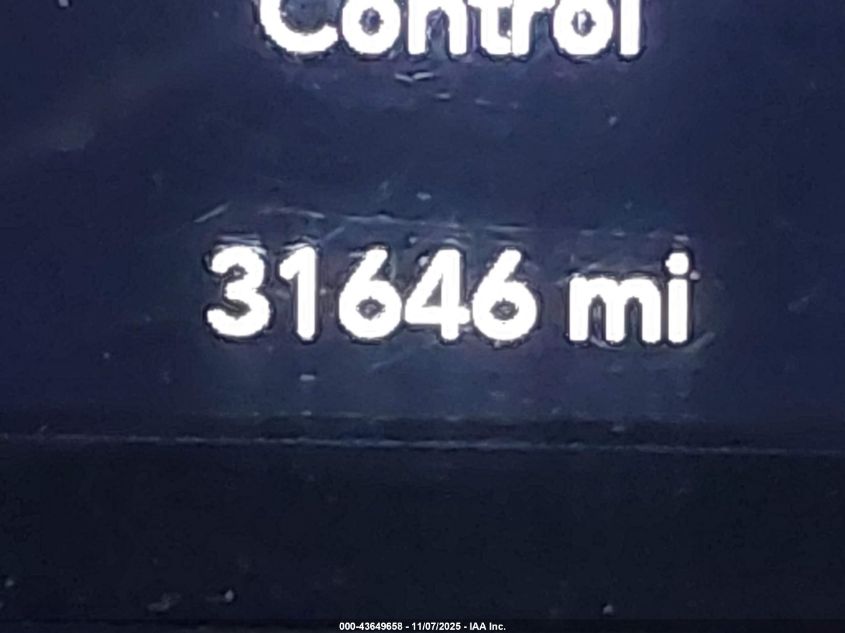 Control
31646 mi
000-43649658 - 11/07/2025 - IAA Inc.